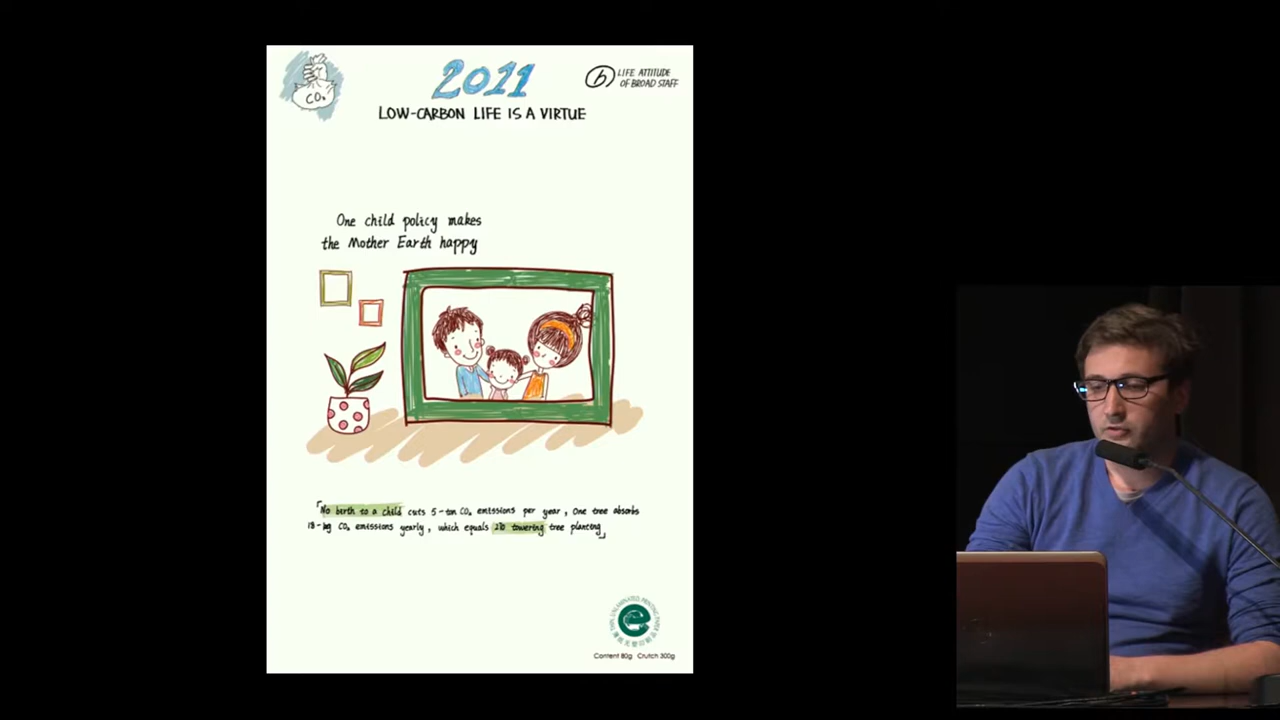 CO₂
2011
LOW-CARBON LIFE IS A VIRTUE
6 LIFE ATTITUDE
OF BROAD STAFF
One child policy makes
the Mother Earth happy
「No birth to a child cuts 5-ton CO₂ emissions per year, One tree absorbs
18-kg CO₂ emissions yearly, which equals towering tree planting」
e
Content 80g Crutch 300g